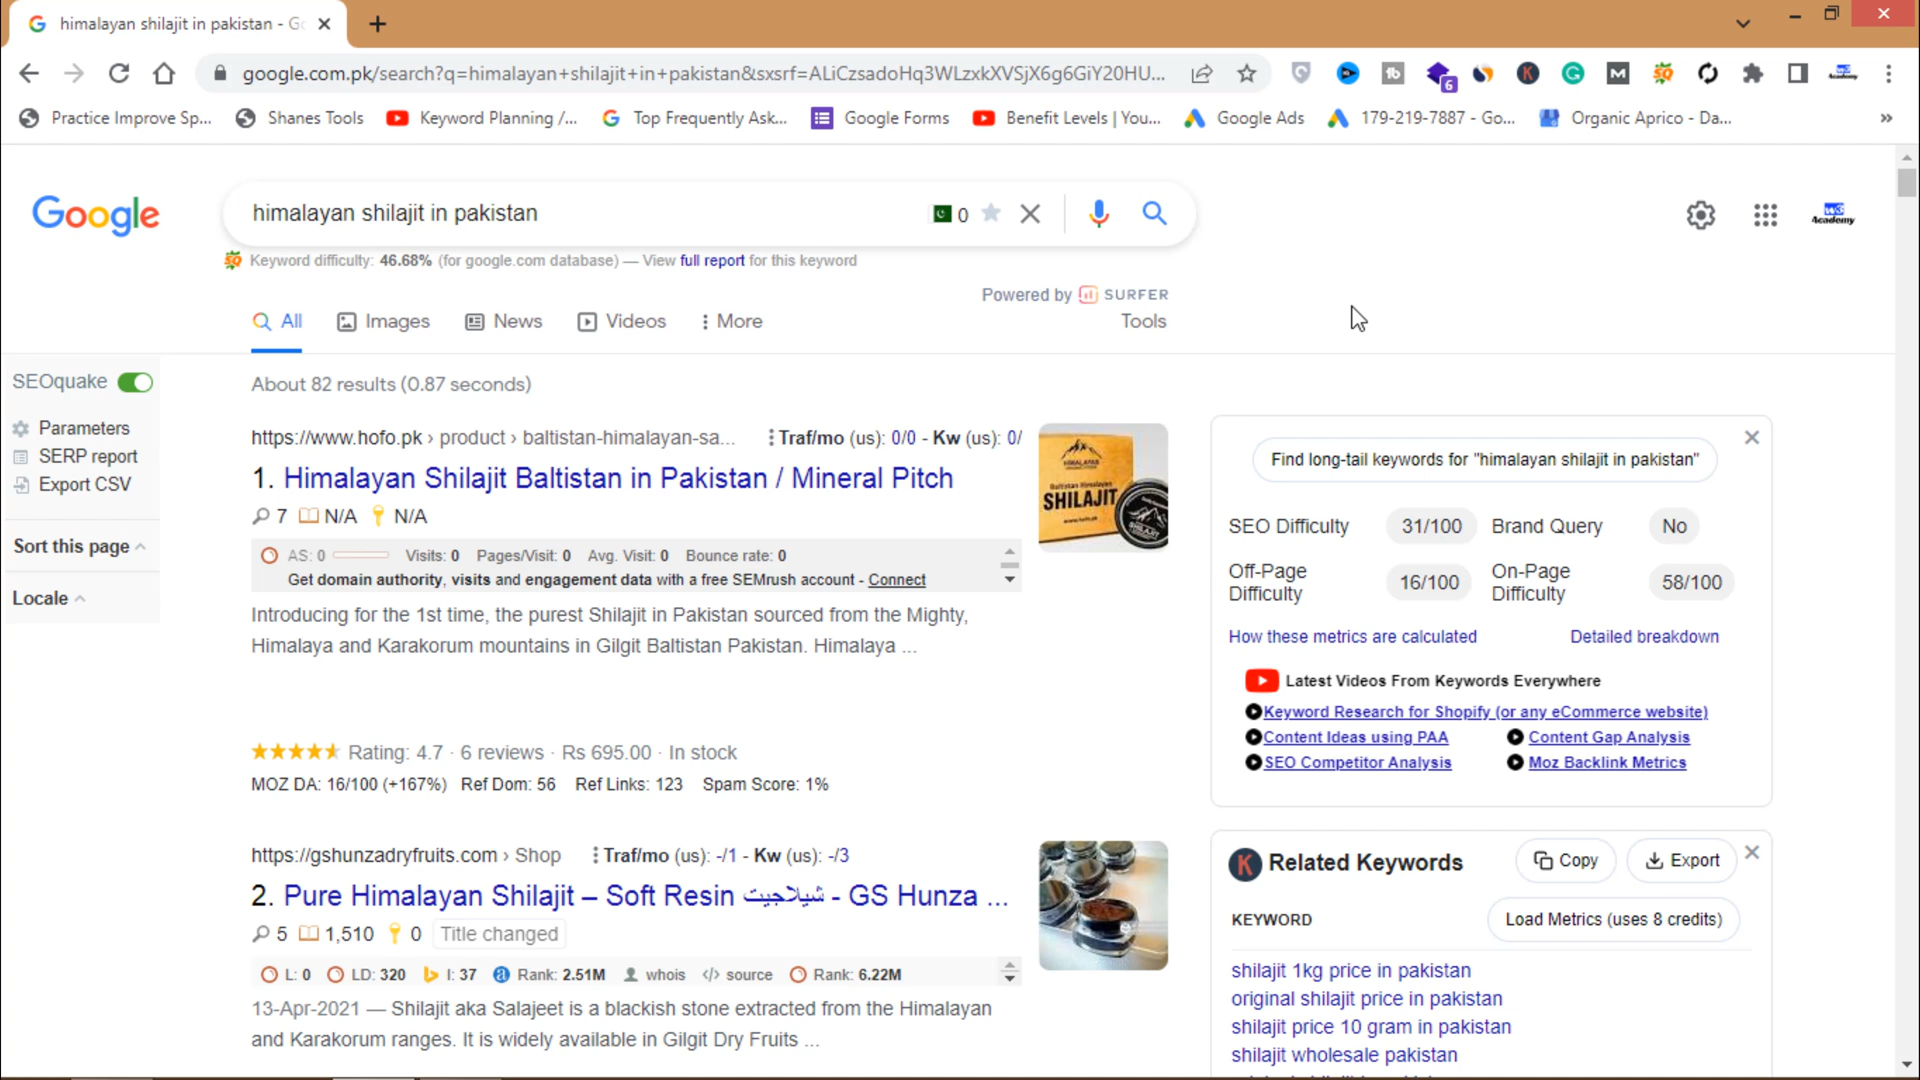 himalayan shilajit in pakistan - Go
google.com.pk/search?q=himalayan+shilajit+in+pakistan&sxsrf=ALiCzsadoHq3WLzxkXVSjX6g6GiY20HU...
6
Academy
Practice Improve Sp...
Shanes Tools
Keyword Planning /...
Top Frequently Ask...
Google Forms
Benefit Levels | You...
Google Ads
179-219-7887 - Go...
Organic Aprico - Da...
»
Google
himalayan shilajit in pakistan
0
W3 Academy
Keyword difficulty: 46.68% (for google.com database) — View full report for this keyword
Powered by SURFER
All
Images
News
Videos
More
Tools
SEOquake
Parameters
SERP report
Export CSV
Sort this page
Locale
About 82 results (0.87 seconds)
https://www.hofo.pk › product › baltistan-himalayan-sa...
Traf/mo (us): 0/0 - Kw (us): 0/
1. Himalayan Shilajit Baltistan in Pakistan / Mineral Pitch
7 N/A N/A
AS: 0 Visits: 0 Pages/Visit: 0 Avg. Visit: 0 Bounce rate: 0
Get domain authority, visits and engagement data with a free SEMrush account - Connect
Introducing for the 1st time, the purest Shilajit in Pakistan sourced from the Mighty,
Himalaya and Karakorum mountains in Gilgit Baltistan Pakistan. Himalaya ...
SHILAJIT
Rating: 4.7 · 6 reviews · Rs 695.00 · In stock
MOZ DA: 16/100 (+167%) Ref Dom: 56 Ref Links: 123 Spam Score: 1%
https://gshunzadryfruits.com › Shop
Traf/mo (us): -/1 - Kw (us): -/3
2. Pure Himalayan Shilajit – Soft Resin شیلاجیت - GS Hunza ...
5 1,510 0 Title changed
L: 0 LD: 320 I: 37 Rank: 2.51M whois source Rank: 6.22M
13-Apr-2021 — Shilajit aka Salajeet is a blackish stone extracted from the Himalayan
and Karakorum ranges. It is widely available in Gilgit Dry Fruits ...
Find long-tail keywords for "himalayan shilajit in pakistan"
SEO Difficulty 31/100 Brand Query No
Off-Page Difficulty 16/100 On-Page Difficulty 58/100
How these metrics are calculated
Detailed breakdown
Latest Videos From Keywords Everywhere
Keyword Research for Shopify (or any eCommerce website)
Content Ideas using PAA
Content Gap Analysis
SEO Competitor Analysis
Moz Backlink Metrics
K Related Keywords
Copy
Export
KEYWORD
Load Metrics (uses 8 credits)
shilajit 1kg price in pakistan
original shilajit price in pakistan
shilajit price 10 gram in pakistan
shilajit wholesale pakistan